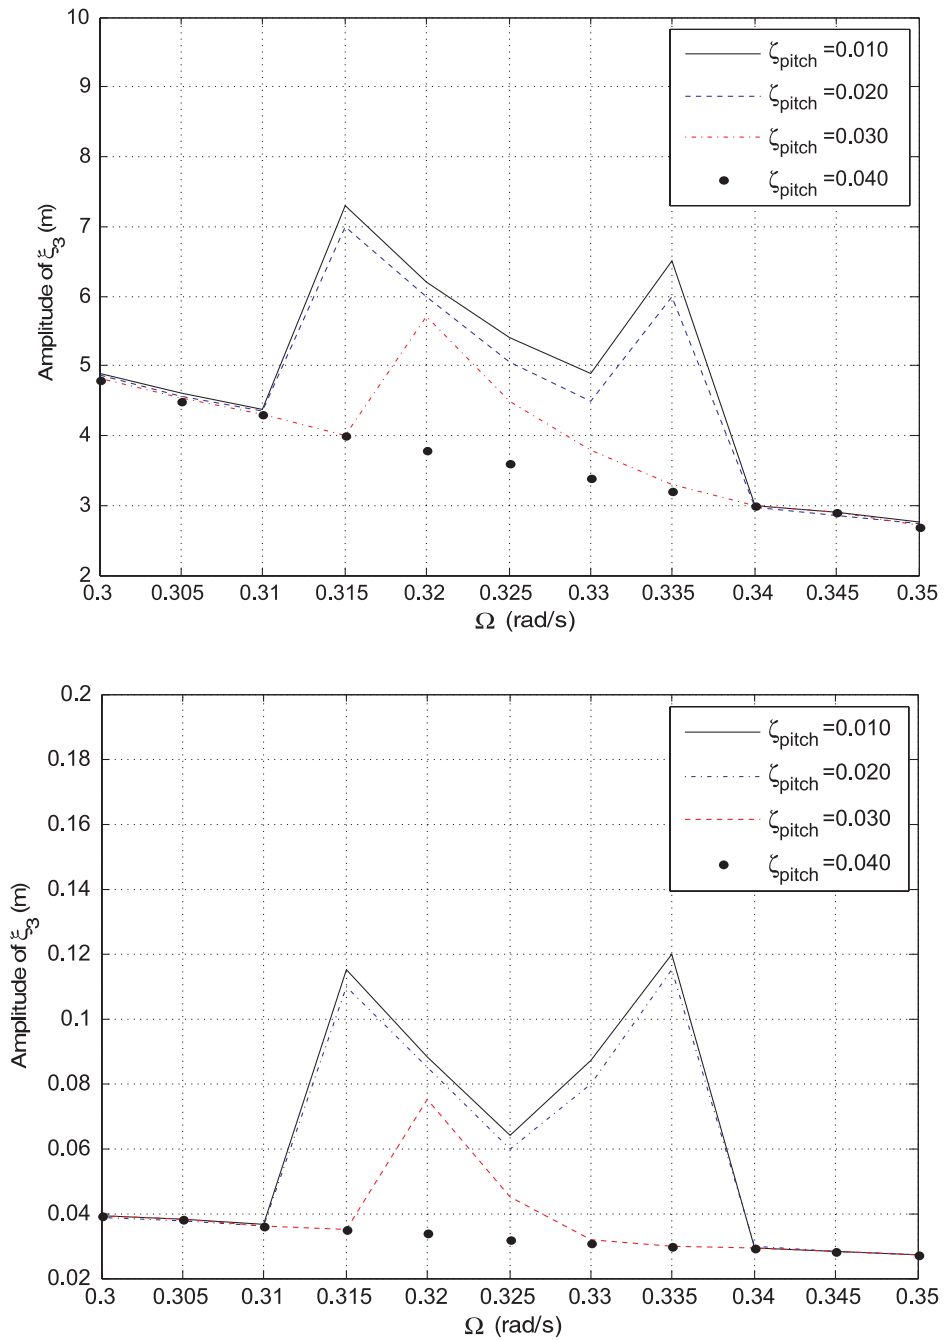 10
9
8
7
6
5
4
3
2
Amplitude of ξ3 (m)
ζpitch =0.010
ζpitch =0.020
ζpitch =0.030
ζpitch =0.040
0.3 0.305 0.31 0.315 0.32 0.325 0.33 0.335 0.34 0.345 0.35
Ω (rad/s)
0.2
0.18
0.16
0.14
0.12
0.1
0.08
0.06
0.04
0.02
Amplitude of ξ3 (m)
ζpitch =0.010
ζpitch =0.020
ζpitch =0.030
ζpitch =0.040
0.3 0.305 0.31 0.315 0.32 0.325 0.33 0.335 0.34 0.345 0.35
Ω (rad/s)